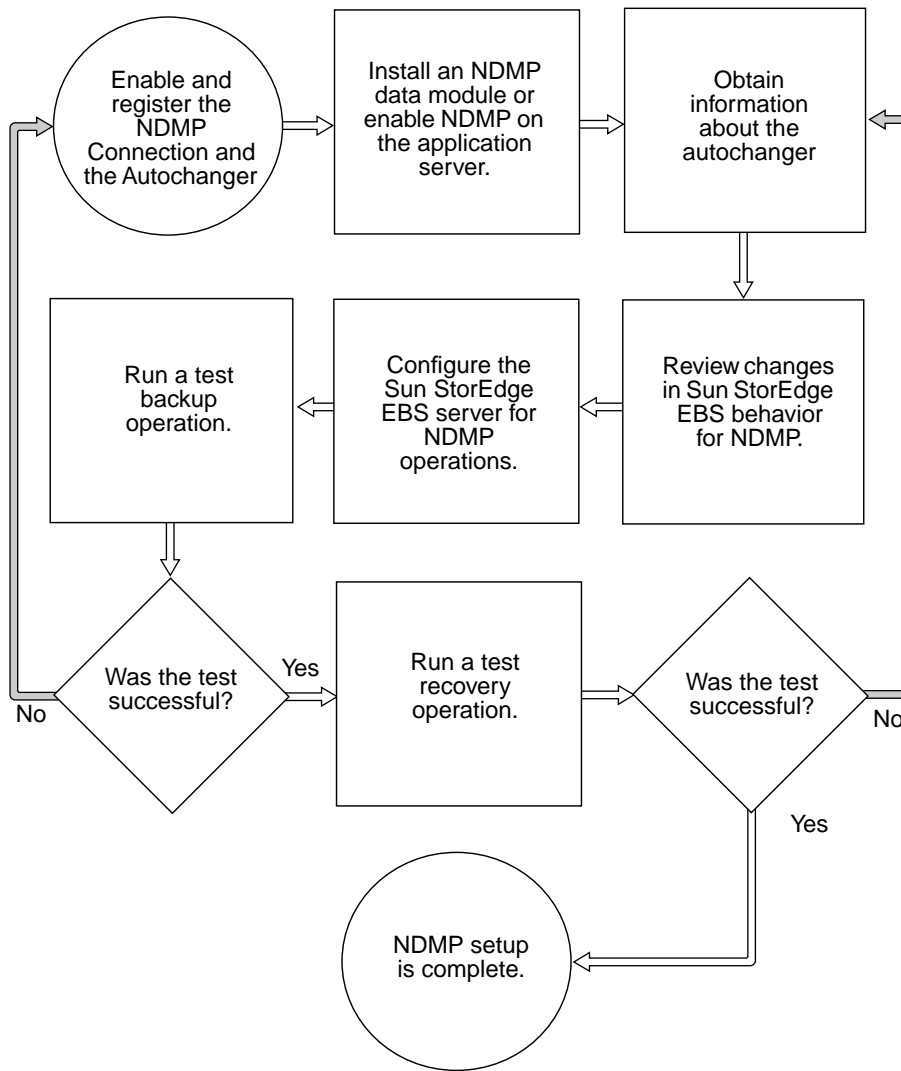 Enable and
register the
NDMP
Connection and
the Autochanger
Install an NDMP
data module or
enable NDMP on
the application
server.
Obtain
information
about the
autochanger
Run a test
backup
operation.
Configure the
Sun StorEdge
EBS server for
NDMP
operations.
Review changes
in Sun StorEdge
EBS behavior
for NDMP.
Was the test
successful?
No
Yes
Run a test
recovery
operation.
Was the test
successful?
No
Yes
NDMP setup
is complete.